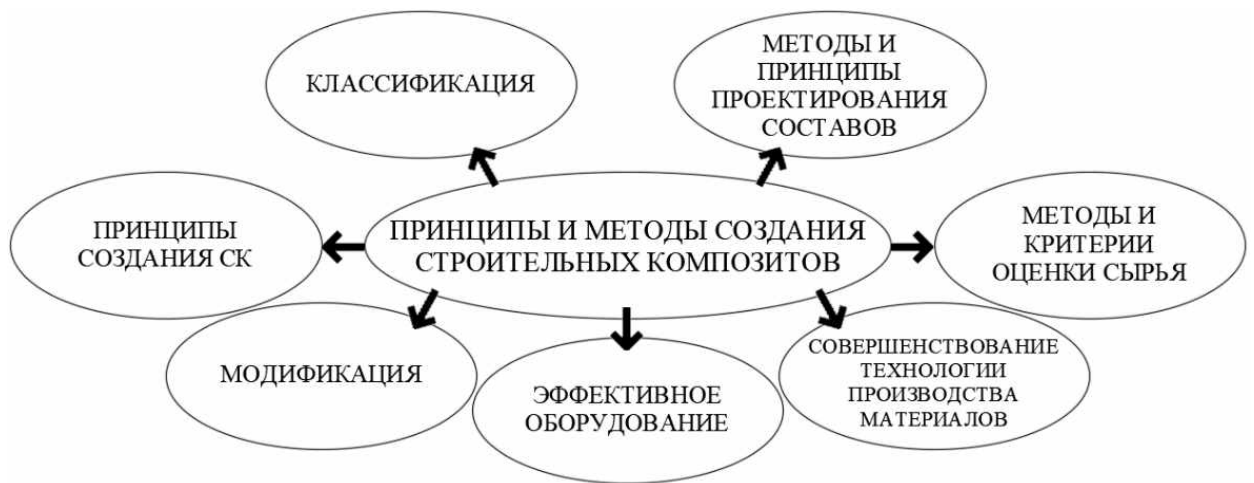 КЛАССИФИКАЦИЯ
МЕТОДЫ И
ПРИНЦИПЫ
ПРОЕКТИРОВАНИЯ
СОСТАВОВ
ПРИНЦИПЫ
СОЗДАНИЯ СК
ПРИНЦИПЫ И МЕТОДЫ СОЗДАНИЯ
СТРОИТЕЛЬНЫХ КОМПОЗИТОВ
МЕТОДЫ И
КРИТЕРИИ
ОЦЕНКИ СЫРЬЯ
МОДИФИКАЦИЯ
ЭФФЕКТИВНОЕ
ОБОРУДОВАНИЕ
СОВЕРШЕНСТВОВАНИЕ
ТЕХНОЛОГИИ
ПРОИЗВОДСТВА
МАТЕРИАЛОВ